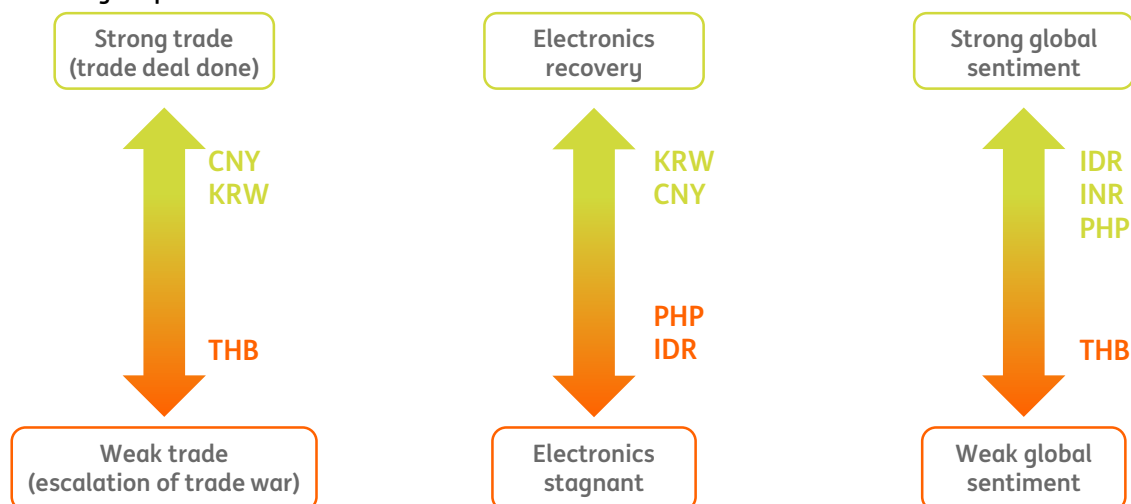 Strong trade
(trade deal done)
CNY
KRW
THB
Weak trade
(escalation of trade war)
Electronics
recovery
KRW
CNY
PHP
IDR
Electronics
stagnant
Strong global
sentiment
IDR
INR
PHP
THB
Weak global
sentiment